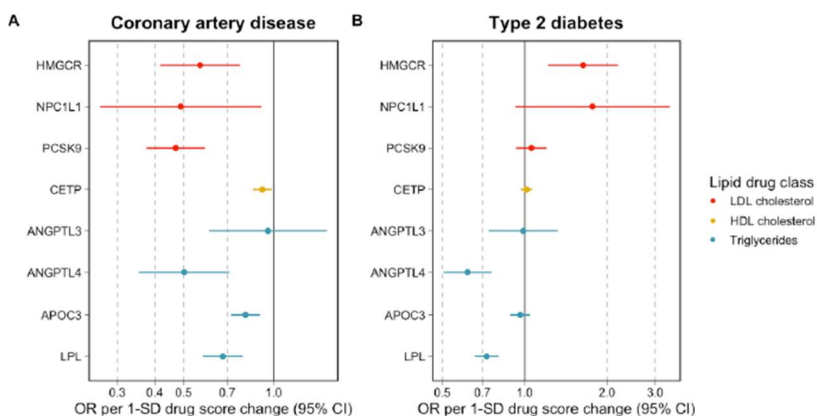 A
Coronary artery disease
HMGCR
NPC1L1
PCSK9
CETP
ANGPTL3
ANGPTL4
APOC3
LPL
0.3 0.4 0.5 0.7 1.0
OR per 1-SD drug score change (95% CI)
B
Type 2 diabetes
HMGCR
NPC1L1
PCSK9
CETP
ANGPTL3
ANGPTL4
APOC3
LPL
0.5 0.7 1.0 2.0 3.0
OR per 1-SD drug score change (95% CI)
Lipid drug class
LDL cholesterol
HDL cholesterol
Triglycerides